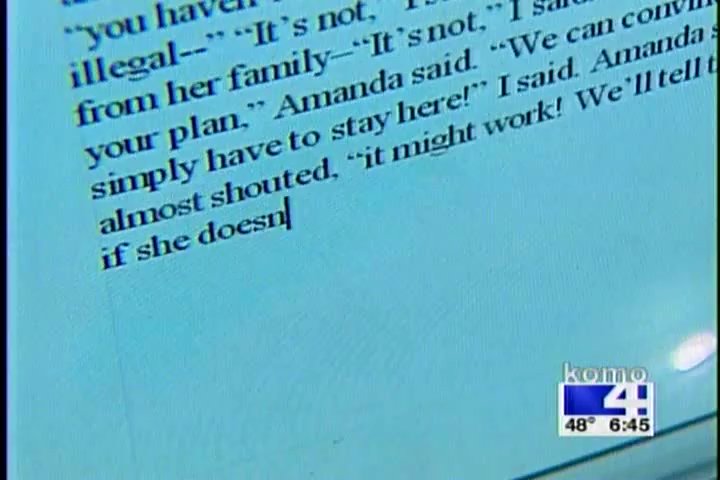 "you haven
illegal--" "It's not,
from her family–"It's not," I said
your plan," Amanda said. "We can convin
simply have to stay here!" I said. Amanda s
almost shouted, "it might work! We'll tell t
if she doesn
komo
4
48° 6:45